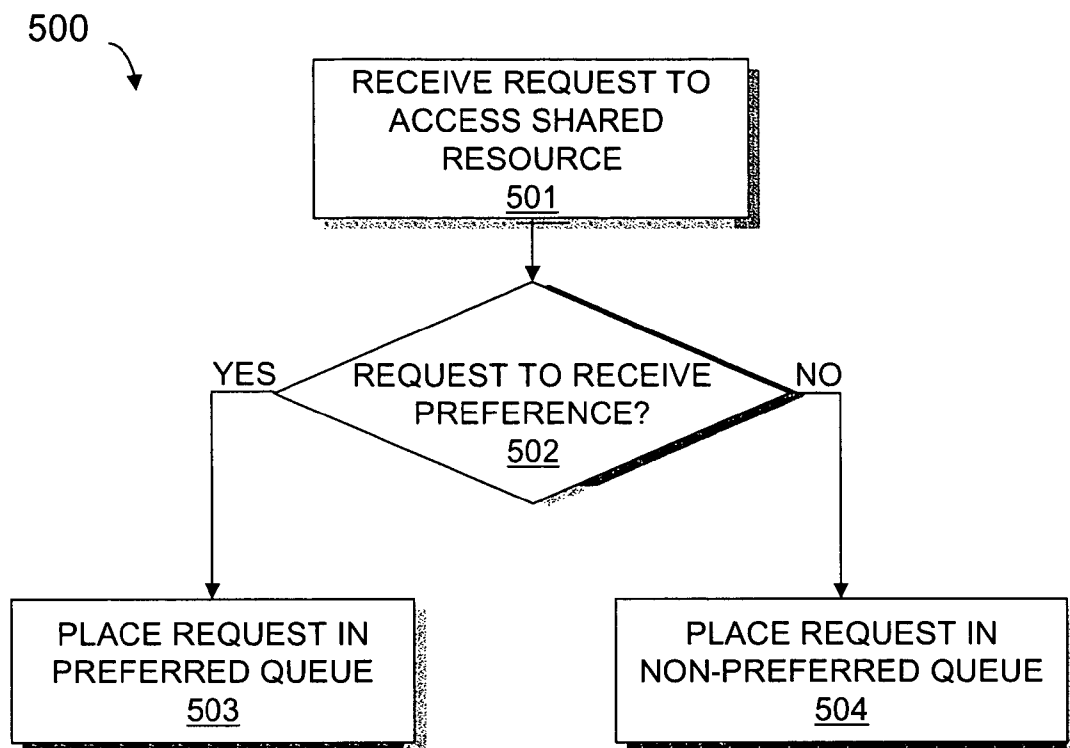 500
RECEIVE REQUEST TO
ACCESS SHARED
RESOURCE
501
YES
REQUEST TO RECEIVE
PREFERENCE?
502
NO
PLACE REQUEST IN
PREFERRED QUEUE
503
PLACE REQUEST IN
NON-PREFERRED QUEUE
504